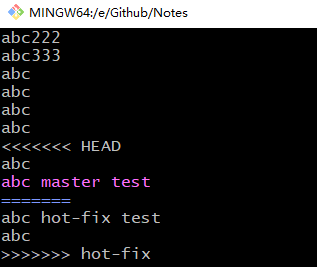 MINGW64:/e/Github/Notes
abc222
abc333
abc
abc
abc
abc
<<<<<<< HEAD
abc
abc master test
=======
abc hot-fix test
abc
>>>>>>> hot-fix